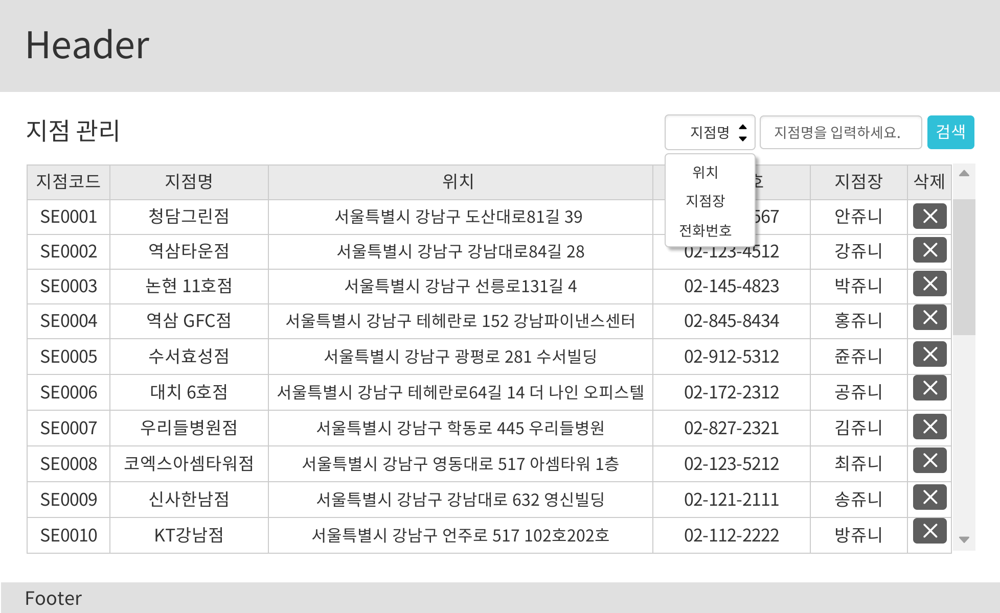 Header
지점 관리
지점명
지점명을 입력하세요.
검색
위치
지점장
전화번호
지점코드 지점명 위치 호 지점장 삭제
SE0001 청담그린점 서울특별시 강남구 도산대로81길 39 567 안쥬니
SE0002 역삼타운점 서울특별시 강남구 강남대로84길 28 02-123-4512 강쥬니
SE0003 논현 11호점 서울특별시 강남구 선릉로131길 4 02-145-4823 박쥬니
SE0004 역삼 GFC점 서울특별시 강남구 테헤란로 152 강남파이낸스센터 02-845-8434 홍쥬니
SE0005 수서효성점 서울특별시 강남구 광평로 281 수서빌딩 02-912-5312 쥰쥬니
SE0006 대치 6호점 서울특별시 강남구 테헤란로64길 14 더 나인 오피스텔 02-172-2312 공쥬니
SE0007 우리들병원점 서울특별시 강남구 학동로 445 우리들병원 02-827-2321 김쥬니
SE0008 코엑스아셈타워점 서울특별시 강남구 영동대로 517 아셈타워 1층 02-123-5212 최쥬니
SE0009 신사한남점 서울특별시 강남구 강남대로 632 영신빌딩 02-121-2111 송쥬니
SE0010 KT강남점 서울특별시 강남구 언주로 517 102호202호 02-112-2222 방쥬니
Footer